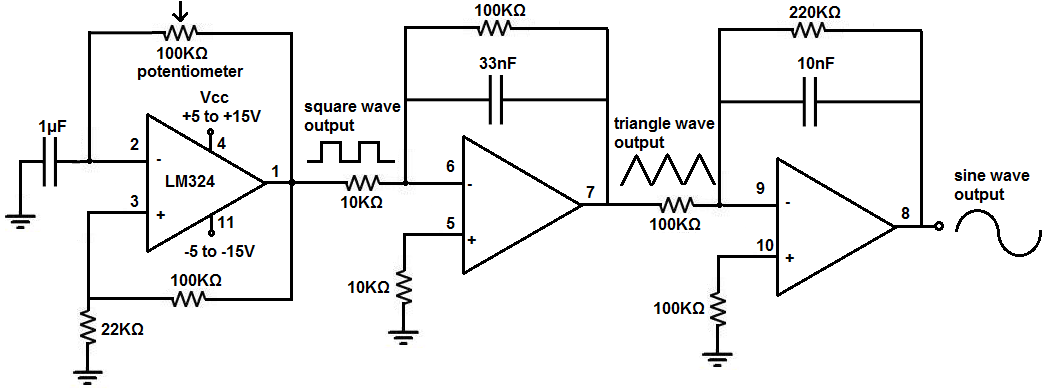 100KΩ
potentiometer
Vcc
+5 to +15V
1µF
2
-
4
LM324
1
3
+
11
-5 to -15V
100KΩ
22KΩ
square wave
output
10KΩ
100KΩ
33nF
6
-
7
5
+
10KΩ
triangle wave
output
100KΩ
220KΩ
10nF
9
-
8
10
+
100KΩ
sine wave
output